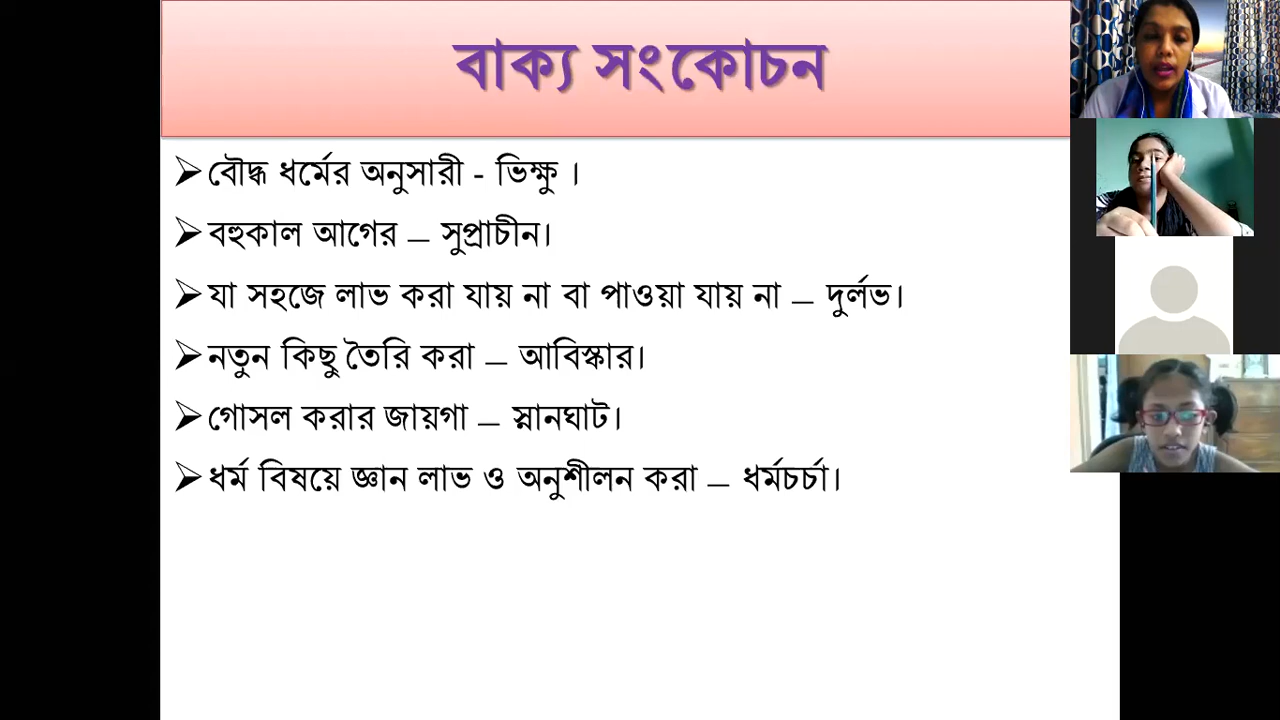 বাক্য সংকোচন
➢বৌদ্ধ ধর্মের অনুসারী - ভিক্ষু ।
➢বহুকাল আগের – সুপ্রাচীন।
➢যা সহজে লাভ করা যায় না বা পাওয়া যায় না – দুর্লভ।
➢নতুন কিছু তৈরি করা – আবিস্কার।
➢গোসল করার জায়গা – স্নানঘাট।
➢ধর্ম বিষয়ে জ্ঞান লাভ ও অনুশীলন করা – ধর্মচর্চা।